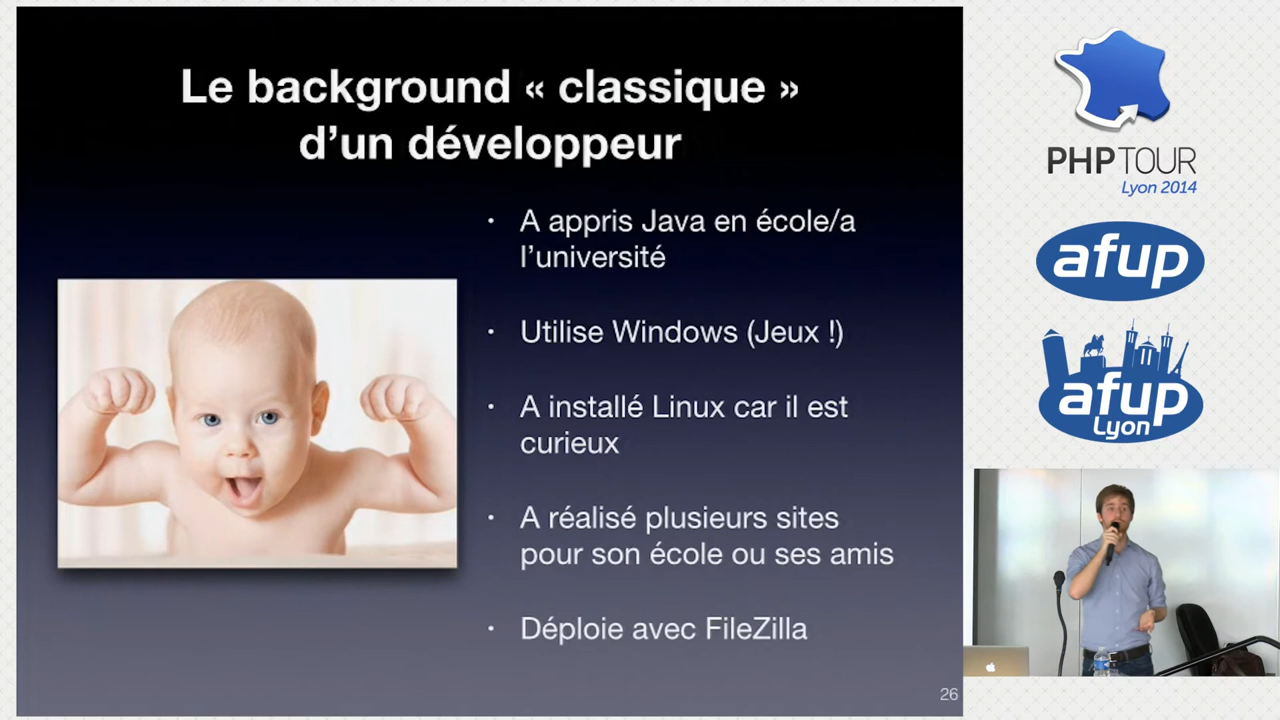 Le background « classique »
d’un développeur
• A appris Java en école/a
l’université
• Utilise Windows (Jeux !)
• A installé Linux car il est
curieux
• A réalisé plusieurs sites
pour son école ou ses amis
• Déploie avec FileZilla
26
PHP TOUR
Lyon 2014
afup
afup
Lyon